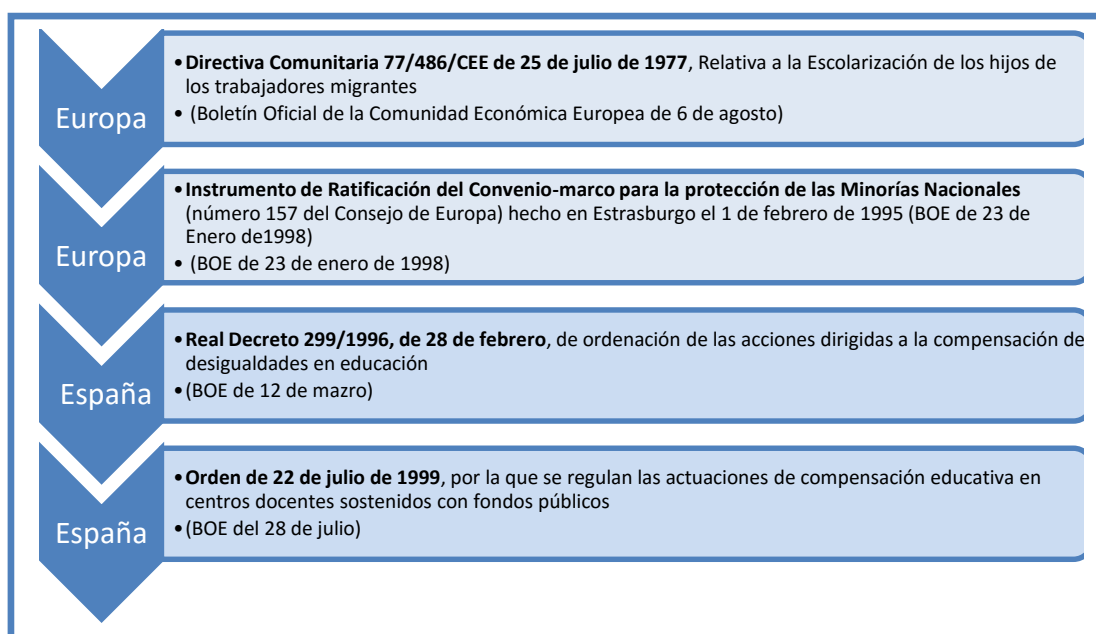 Europa
•Directiva Comunitaria 77/486/CEE de 25 de julio de 1977, Relativa a la Escolarización de los hijos de
los trabajadores migrantes
• (Boletín Oficial de la Comunidad Económica Europea de 6 de agosto)
Europa
•Instrumento de Ratificación del Convenio-marco para la protección de las Minorías Nacionales
(número 157 del Consejo de Europa) hecho en Estrasburgo el 1 de febrero de 1995 (BOE de 23 de
Enero de1998)
• (BOE de 23 de enero de 1998)
España
•Real Decreto 299/1996, de 28 de febrero, de ordenación de las acciones dirigidas a la compensación de
desigualdades en educación
•(BOE de 12 de mazro)
España
•Orden de 22 de julio de 1999, por la que se regulan las actuaciones de compensación educativa en
centros docentes sostenidos con fondos públicos
•(BOE del 28 de julio)